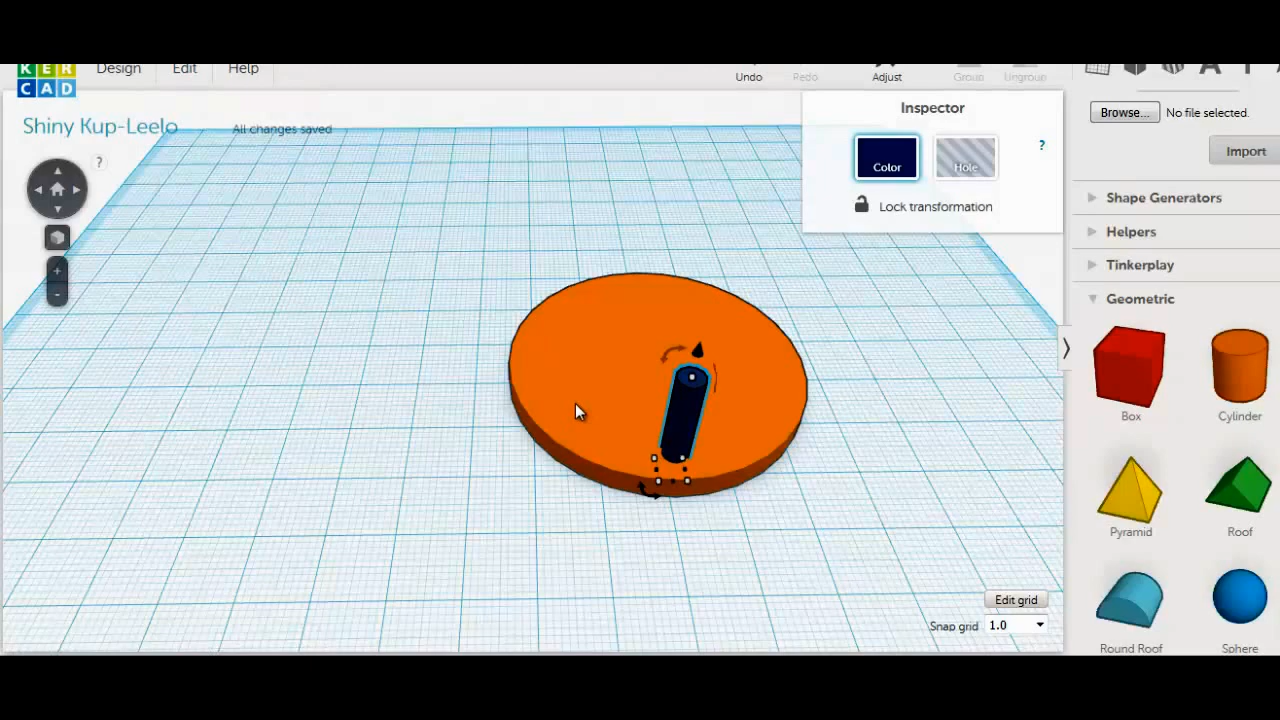 KER
CAD
Design Edit Help
Undo Redo Adjust Group Ungroup
Shiny Kup-Leelo
All changes saved
?
Inspector
Color
Hole
?
Lock transformation
+
-
Edit grid
Snap grid 1.0
Browse... No file selected.
Import
Shape Generators
Helpers
Tinkerplay
Geometric
Box Cylinder
Pyramid Roof
Round Roof Sphere